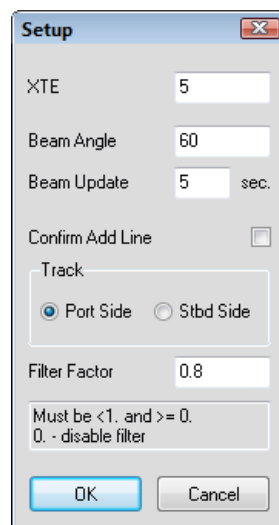 Setup
XTE 5
Beam Angle 60
Beam Update 5 sec.
Confirm Add Line
Track
Port Side Stbd Side
Filter Factor 0.8
Must be <1. and >= 0.
0. - disable filter
OK Cancel